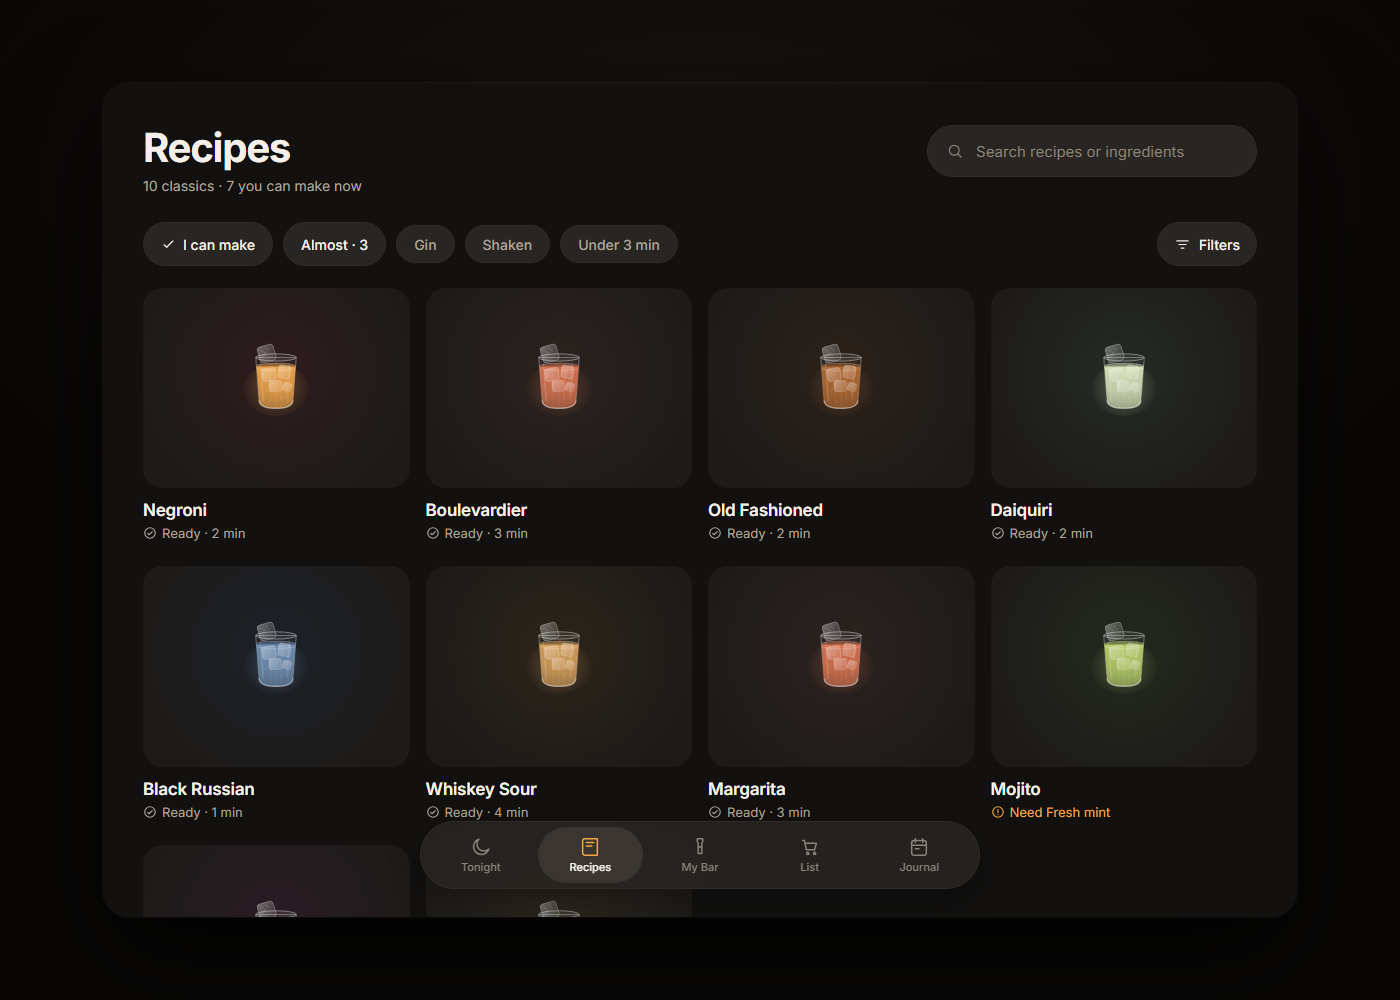 Recipes
10 classics · 7 you can make now
Search recipes or ingredients
I can make
Almost · 3
Gin
Shaken
Under 3 min
Filters
Negroni
Ready · 2 min
Boulevardier
Ready · 3 min
Old Fashioned
Ready · 2 min
Daiquiri
Ready · 2 min
Black Russian
Ready · 1 min
Whiskey Sour
Ready · 4 min
Margarita
Ready · 3 min
Mojito
Need Fresh mint
Tonight
Recipes
My Bar
List
Journal